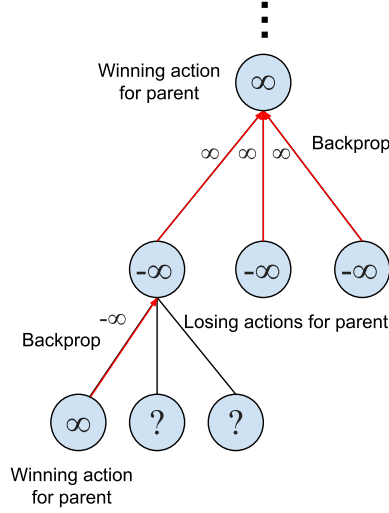 Winning action
for parent
∞
∞ ∞ ∞
Backprop
-∞ -∞ -∞
-∞
Losing actions for parent
Backprop
∞ ? ?
Winning action
for parent